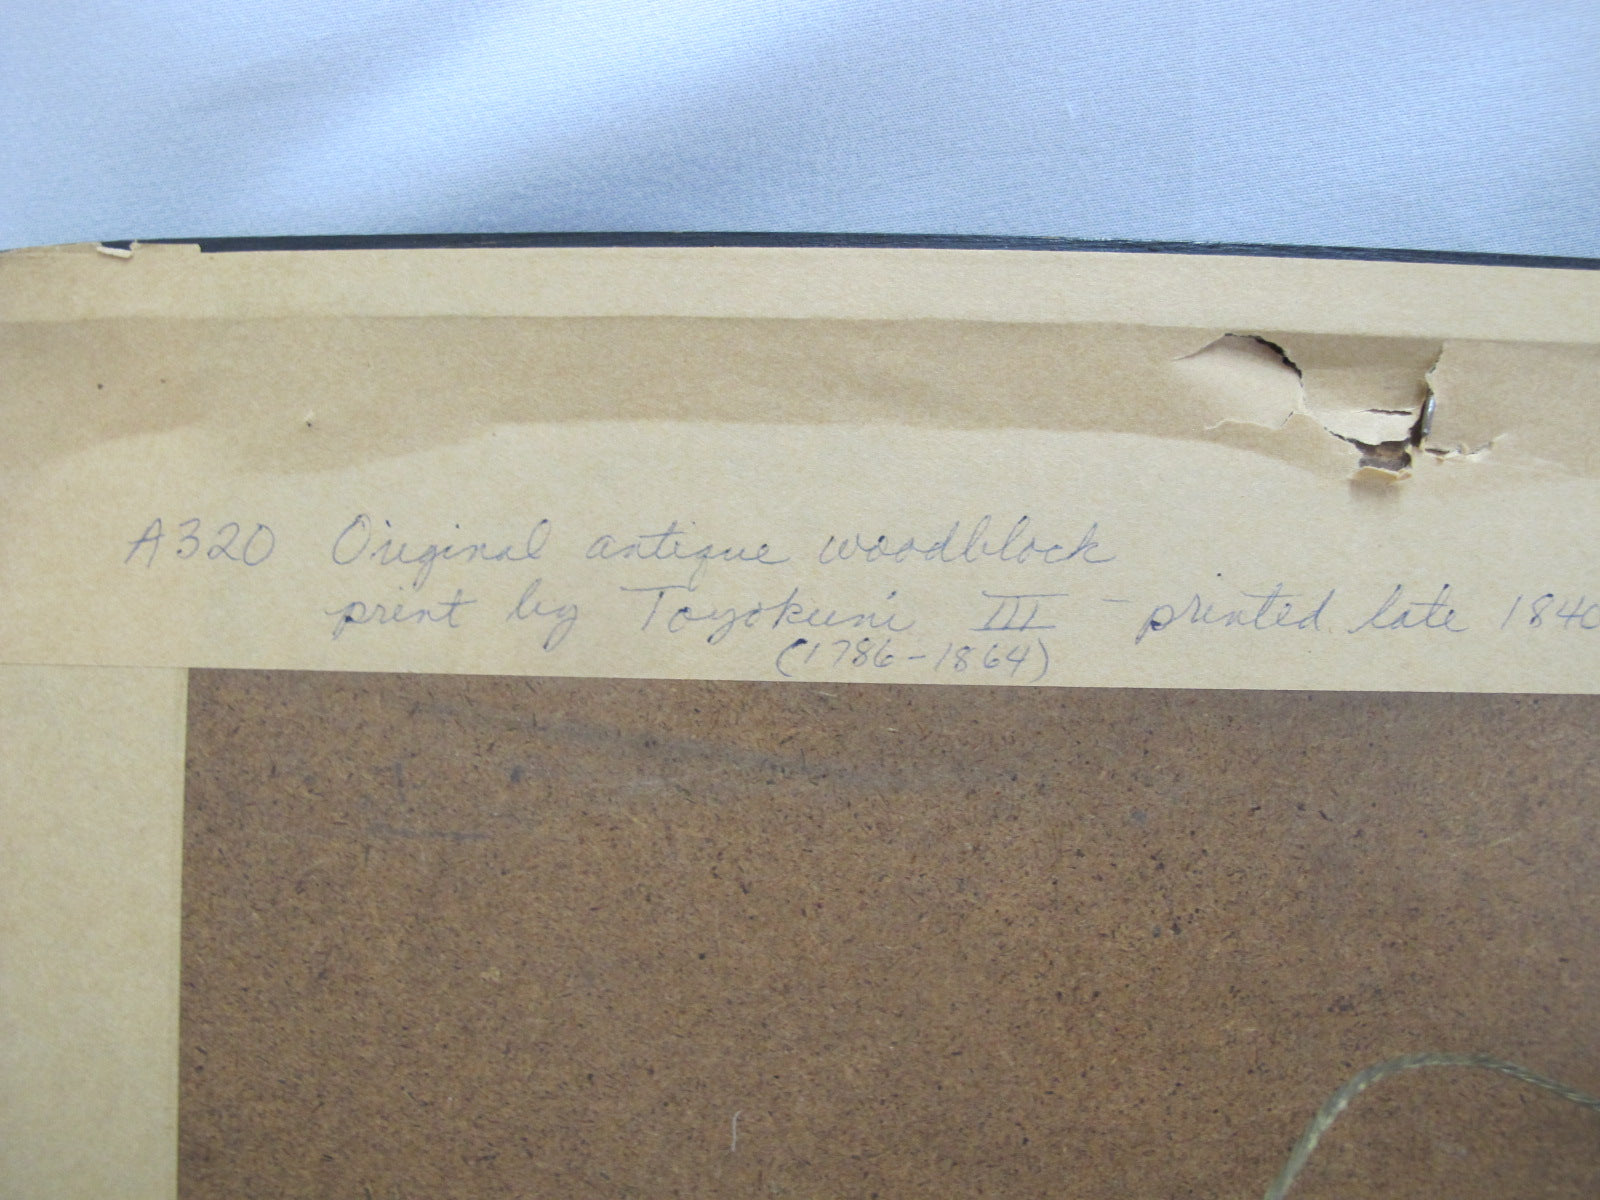 A320 Original antique woodblock
print by Toyokuni III - printed late 1840
(1786-1864)